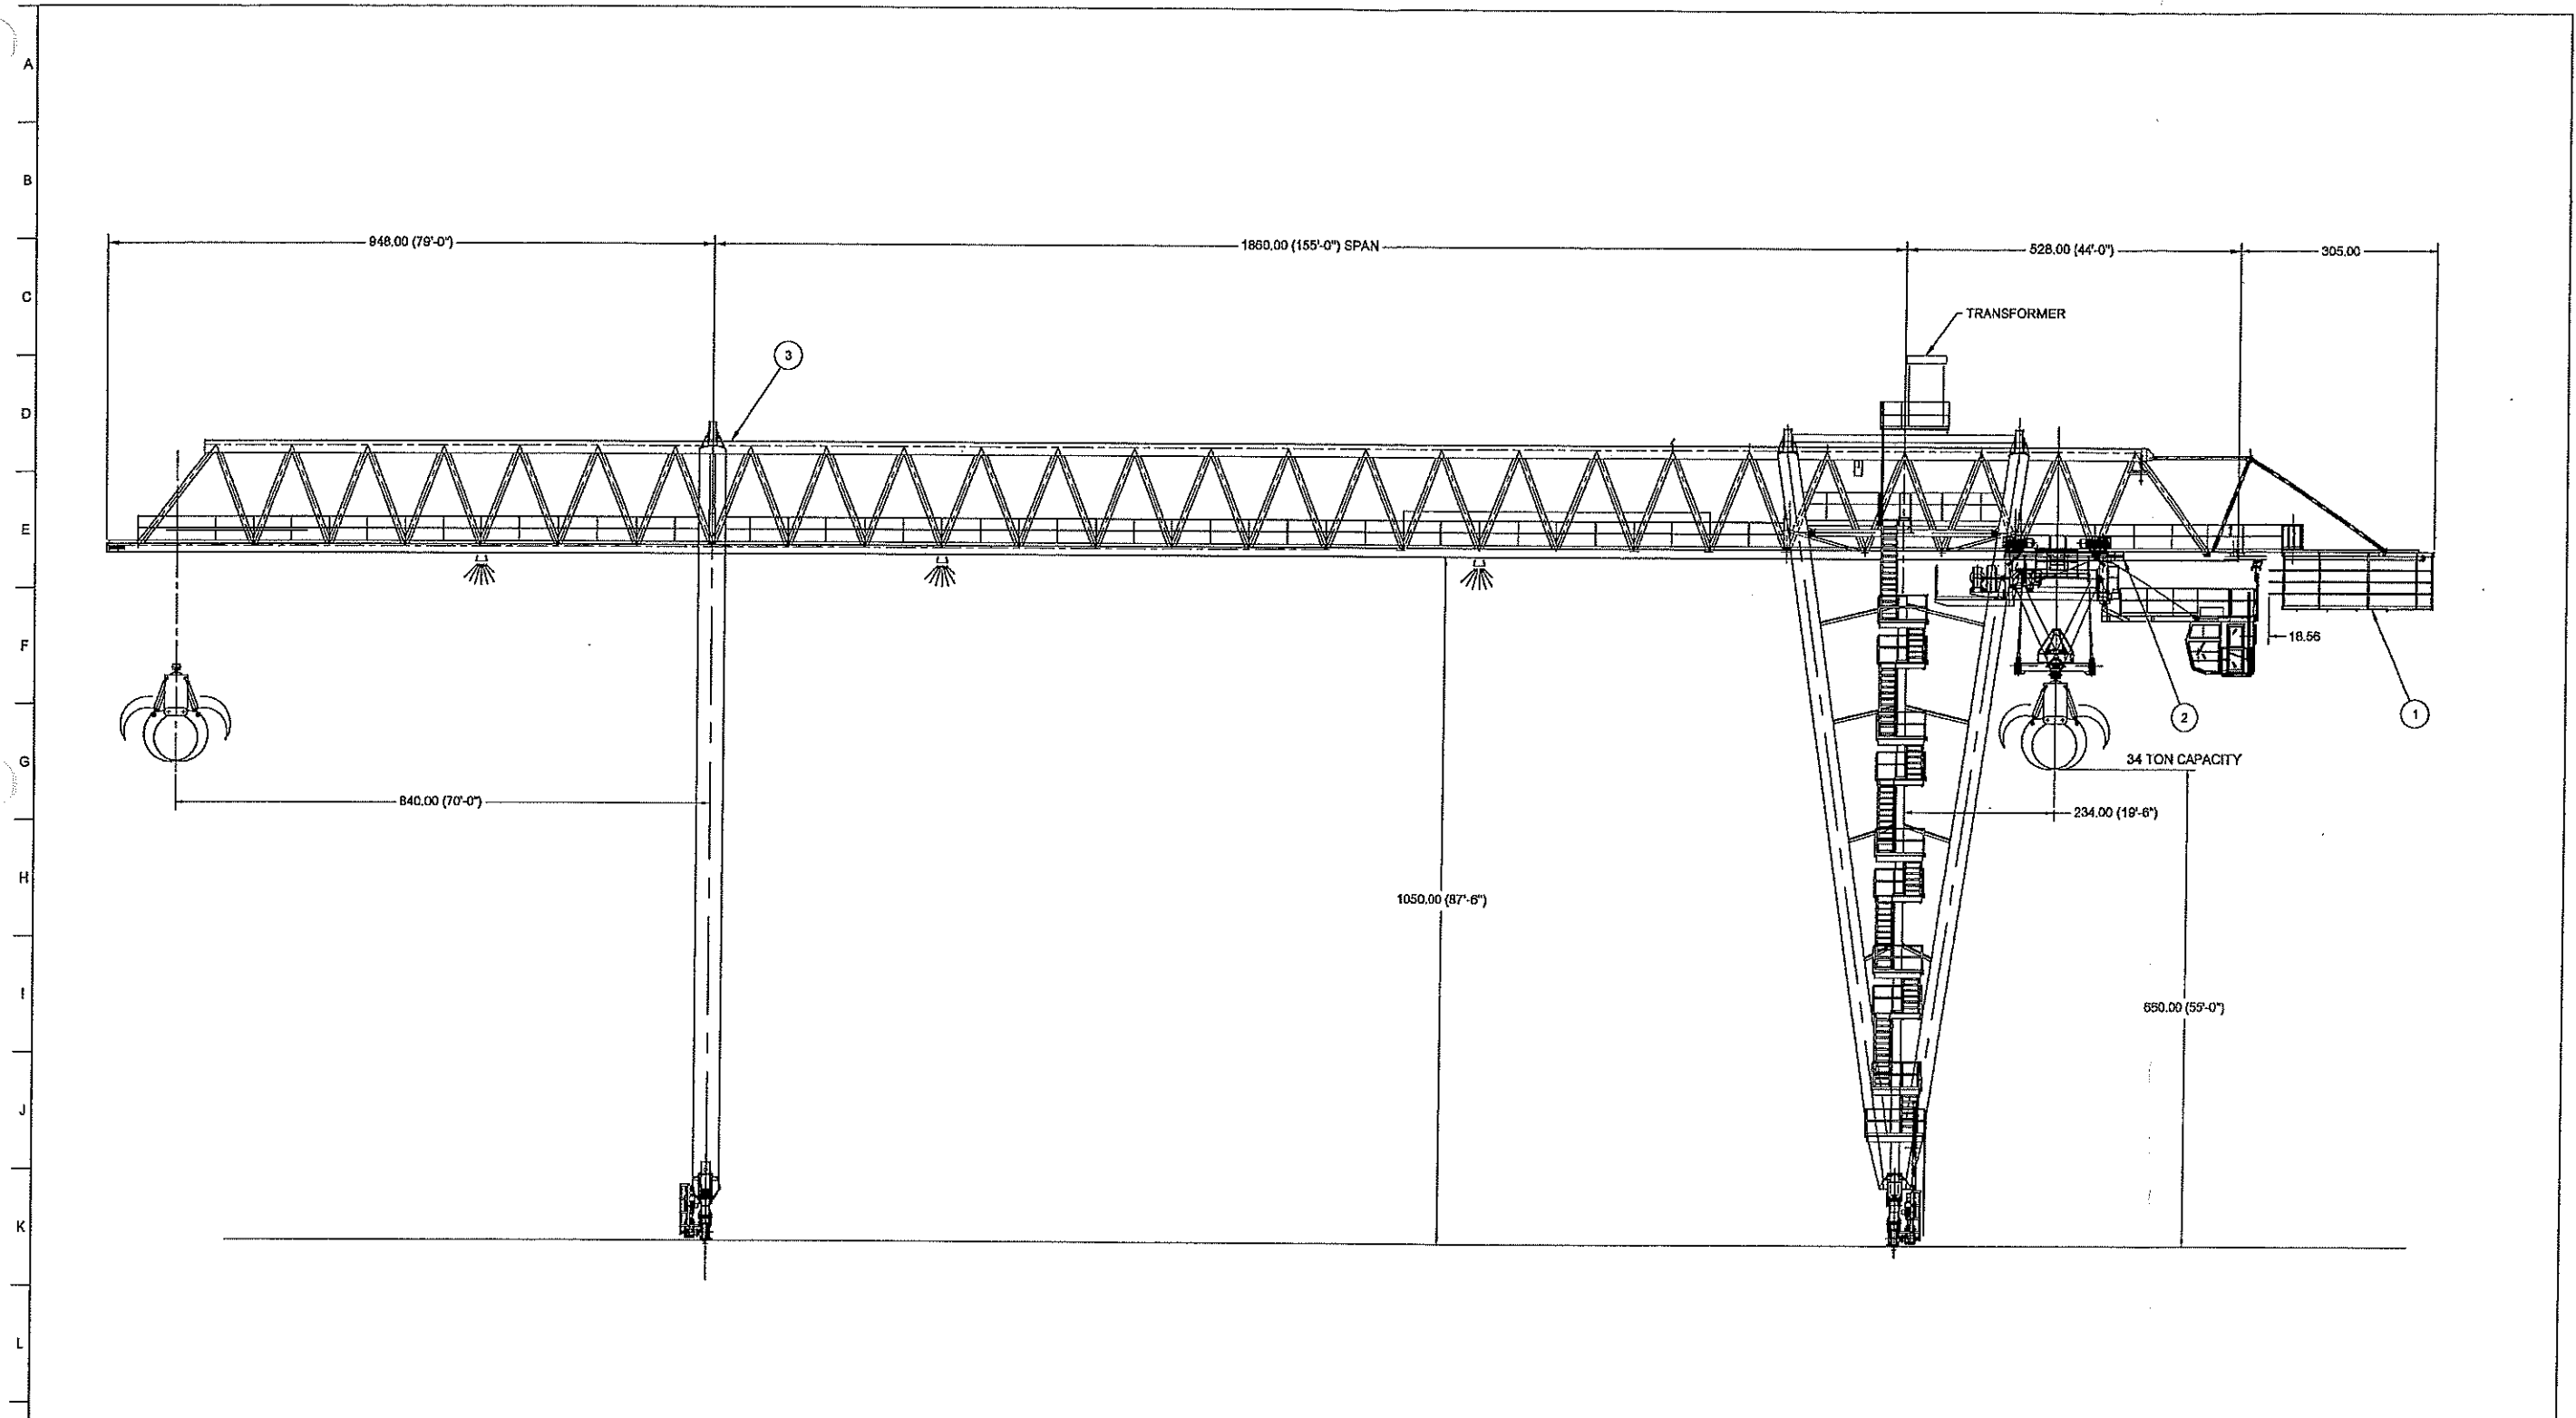 A
B
948.00 (79'-0")
1860.00 (155'-0") SPAN
528.00 (44'-0")
305.00
C
TRANSFORMER
3
D
E
F
18.56
2
1
G
34 TON CAPACITY
840.00 (70'-0")
234.00 (19'-6")
H
1050.00 (87'-6")
I
660.00 (55'-0")
J
K
L